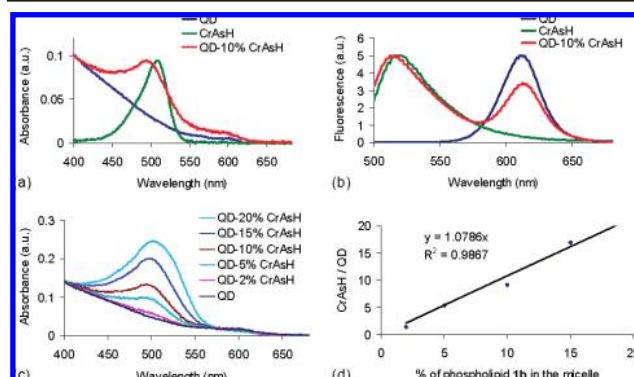 QD
CrAsH
QD-10% CrAsH
0.1
0.05
0
Absorbance (a.u.)
400 450 500 550 600 650
Wavelength (nm)
a)
QD
CrAsH
QD-10% CrAsH
6
5
4
3
2
1
0
Fluorescence (a.u.)
500 550 600 650
Wavelength (nm)
(b)
QD-20% CrAsH
QD-15% CrAsH
QD-10% CrAsH
QD-5% CrAsH
QD-2% CrAsH
QD
0.3
0.2
0.1
0
Absorbance (a.u.)
400 450 500 550 600 650
Wavelength (nm)
c)
y = 1.0786x
R² = 0.9867
20
15
10
5
0
CrAsH / QD
0 5 10 15 20
% of phospholipid 1b in the micelle
(d)